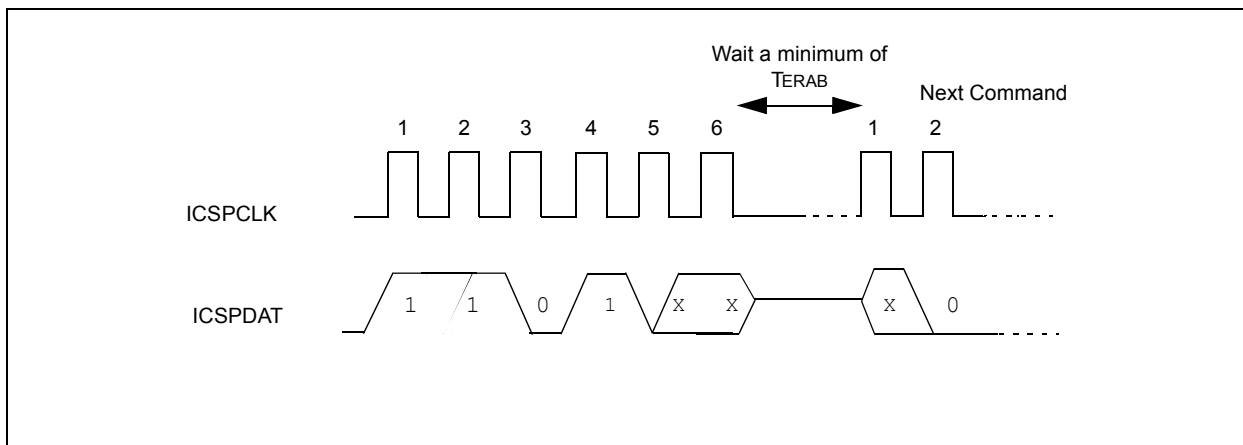 Wait a minimum of
TERAB
Next Command
1 2 3 4 5 6 1 2
ICSPCLK
ICSPDAT
1 1 0 1 x x x 0